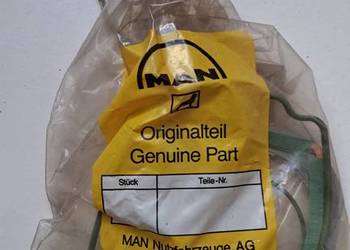 MAN
Originalteil
Genuine Part
Stück Teile-Nr.
MAN Nutzfahrzeuge AG